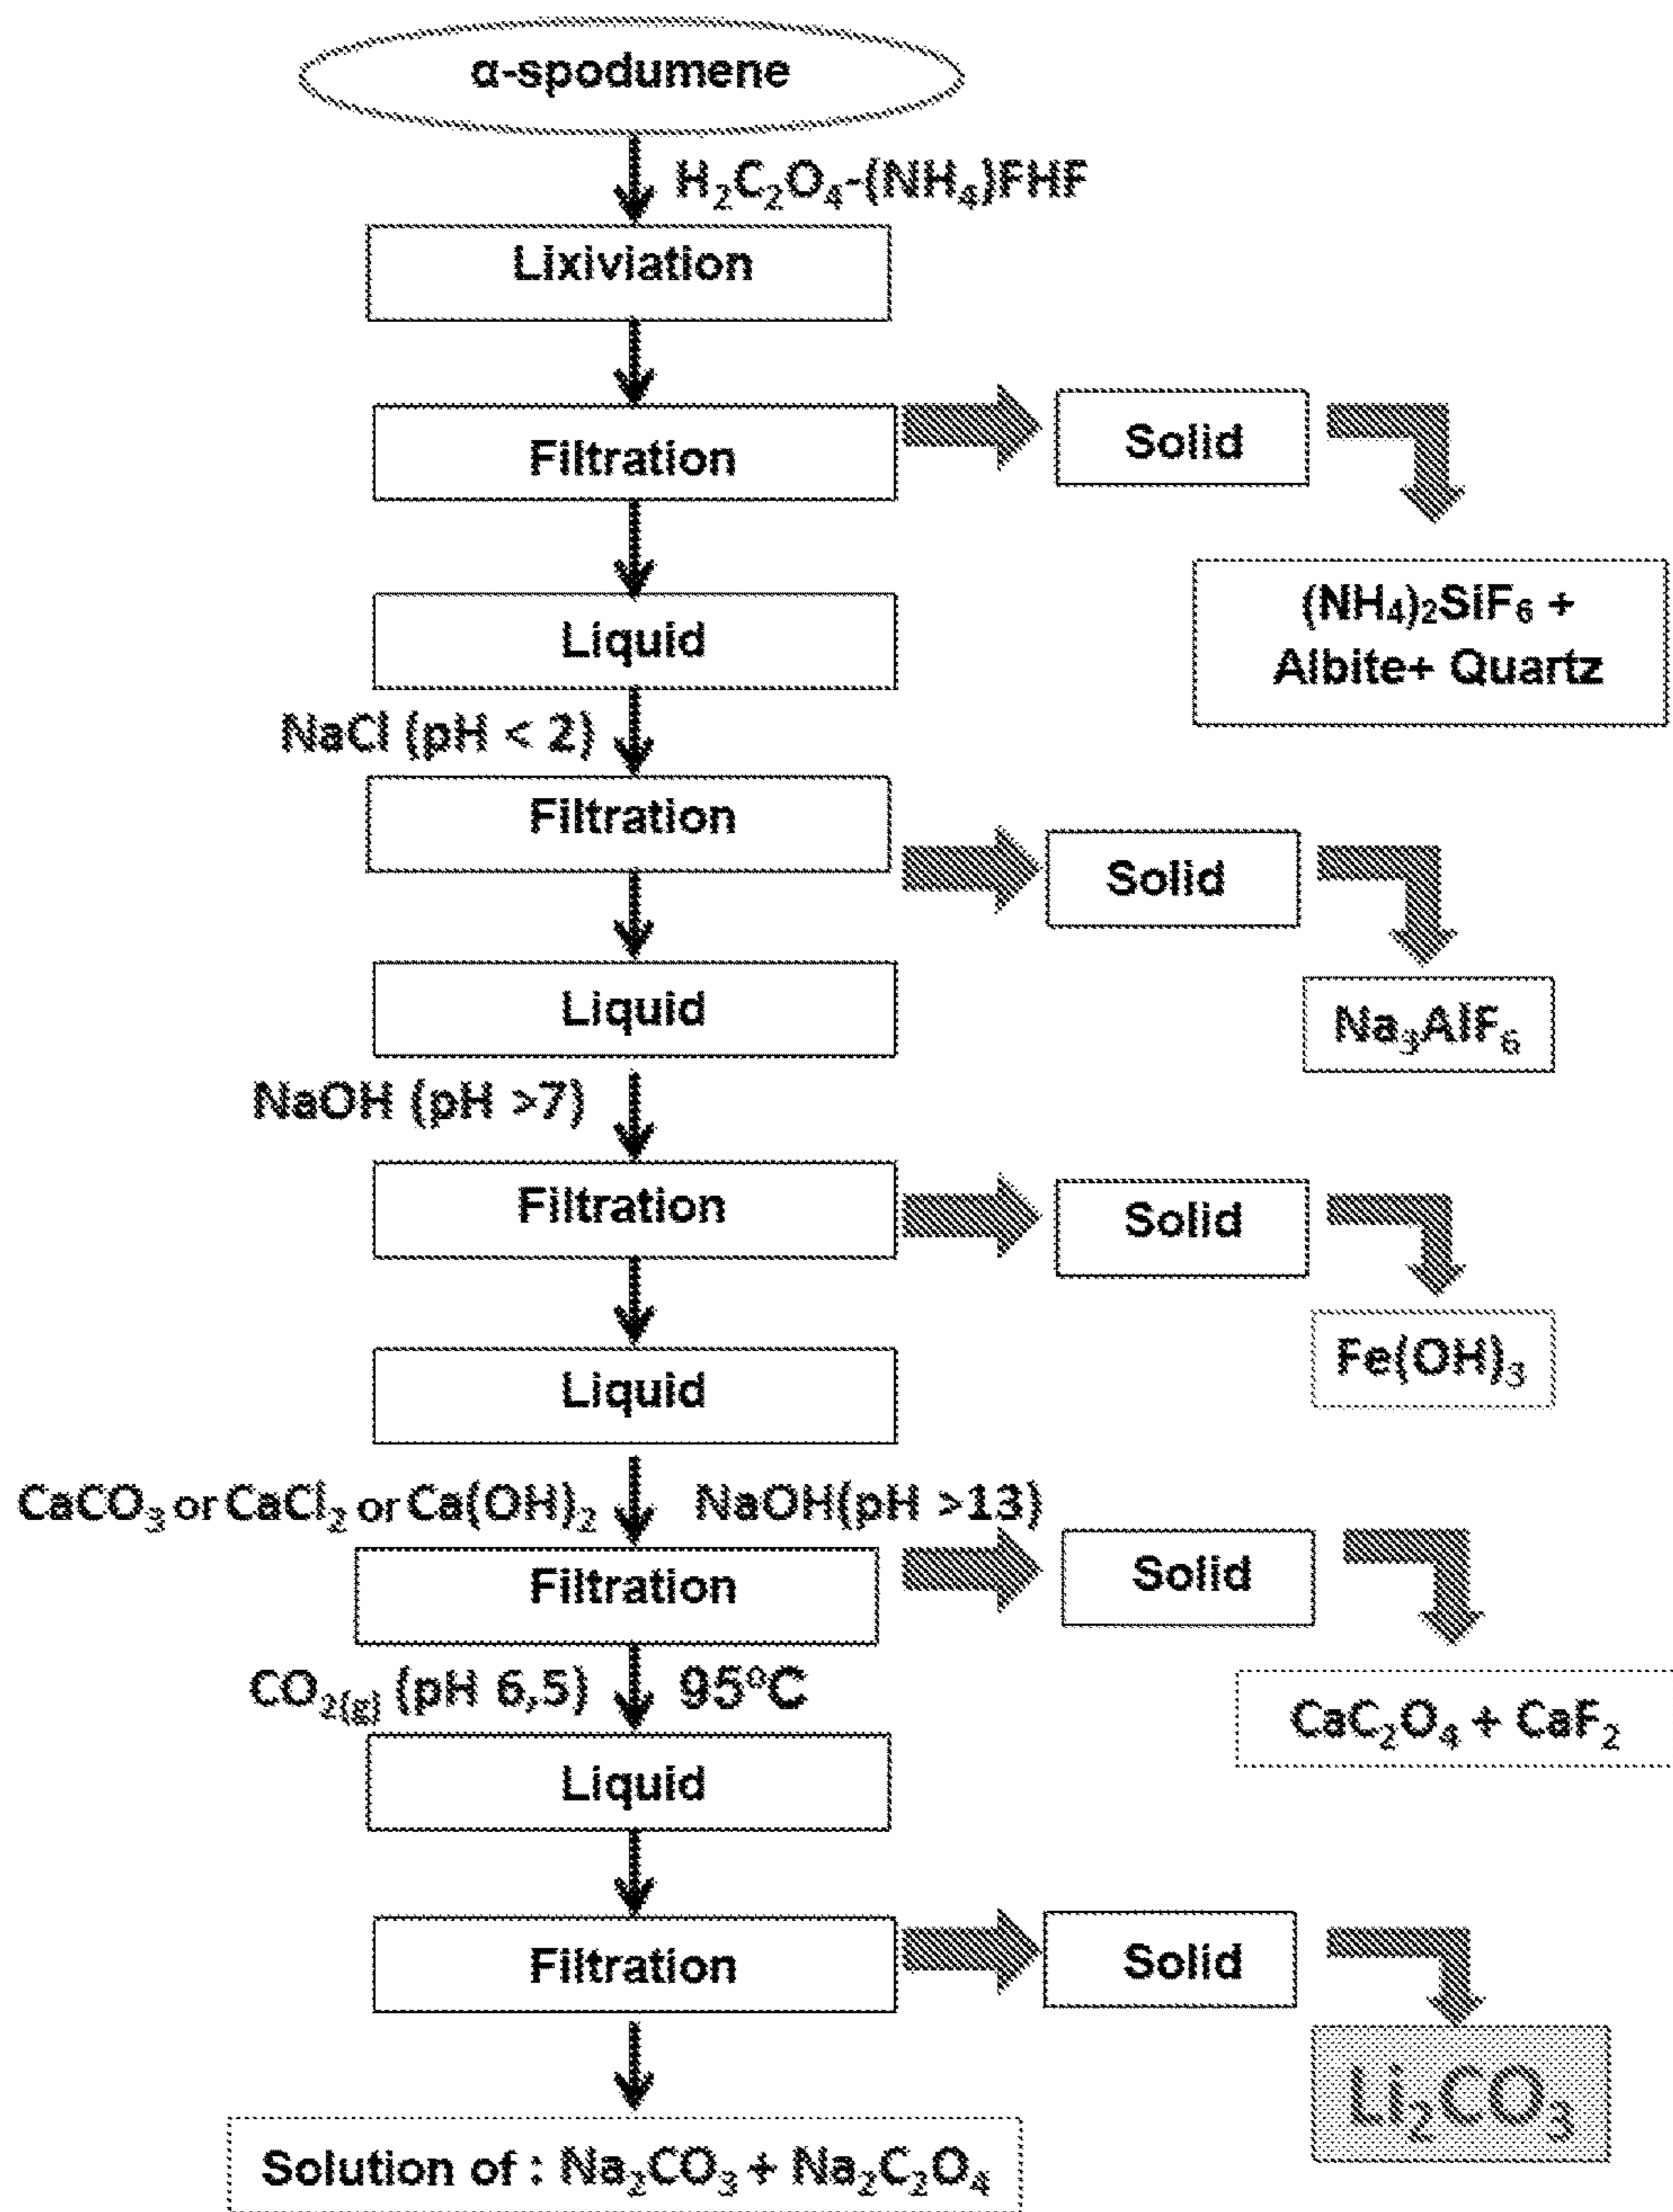 α-spodumene
H₂C₂O₄-(NH₄)FHF
Lixiviation
Filtration
Solid
Liquid
(NH₄)₂SiF₆ +
Albite+ Quartz
NaCl (pH < 2)
Filtration
Solid
Liquid
Na₃AlF₆
NaOH (pH >7)
Filtration
Solid
Liquid
Fe(OH)₃
CaCO₃ or CaCl₂ or Ca(OH)₂
NaOH(pH >13)
Filtration
Solid
CO₂(g) (pH 6,5)
95ºC
CaC₂O₄ + CaF₂
Liquid
Filtration
Solid
Li₂CO₃
Solution of : Na₂CO₃ + Na₂C₂O₄